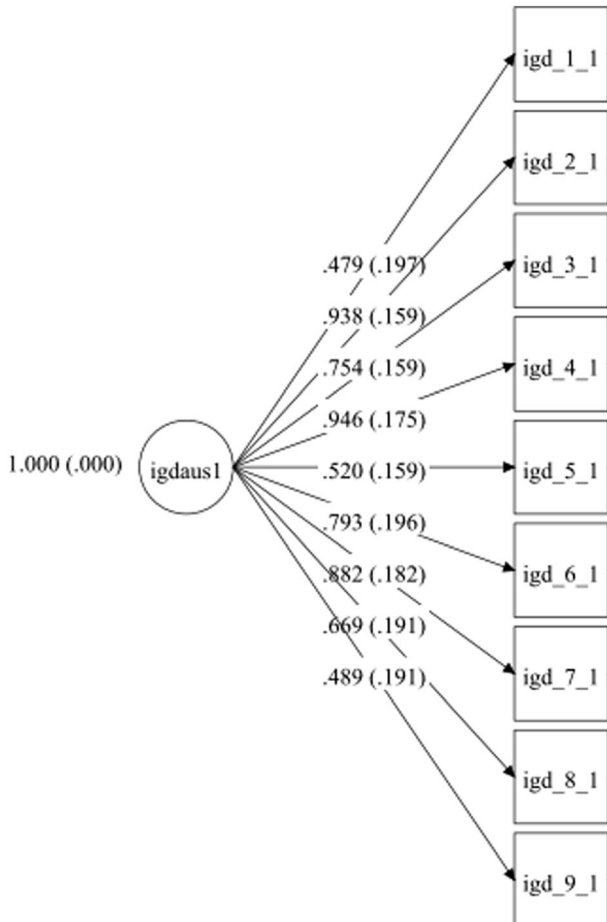 igd_1_1
igd_2_1
igd_3_1
.479 (.197)
.938 (.159)
.754 (.159)
igd_4_1
.946 (.175)
1.000 (.000)
igdaus1
.520 (.159)
igd_5_1
.793 (.196)
igd_6_1
.882 (.182)
.669 (.191)
igd_7_1
.489 (.191)
igd_8_1
igd_9_1